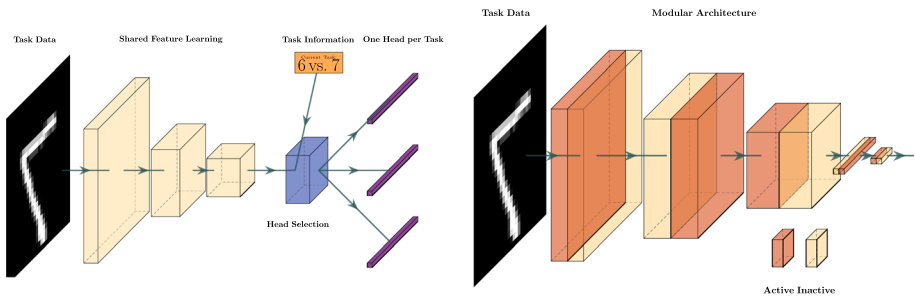 Task Data
Shared Feature Learning
Task Information
One Head per Task
Current Task
6 vs. 7
Head Selection
Task Data
Modular Architecture
Active Inactive